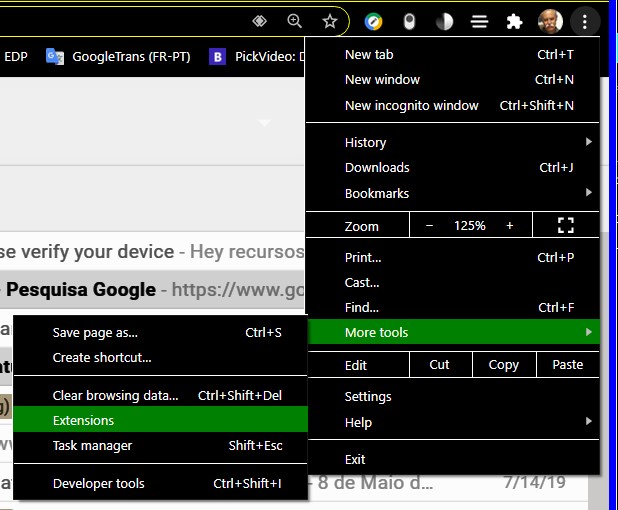 EDP GoogleTrans (FR-PT) B PickVideo:
New tab Ctrl+T
New window Ctrl+N
New incognito window Ctrl+Shift+N
History
Downloads Ctrl+J
Bookmarks
Zoom − 125% +
se verify your device - Hey recursos
Print... Ctrl+P
Pesquisa Google - https://www.go
Cast...
Find... Ctrl+F
More tools
Save page as... Ctrl+S
Create shortcut...
Edit Cut Copy Paste
Clear browsing data... Ctrl+Shift+Del
Settings
Extensions
Help
Task manager Shift+Esc
Exit
Developer tools Ctrl+Shift+I
- 8 de Maio d... 7/14/19